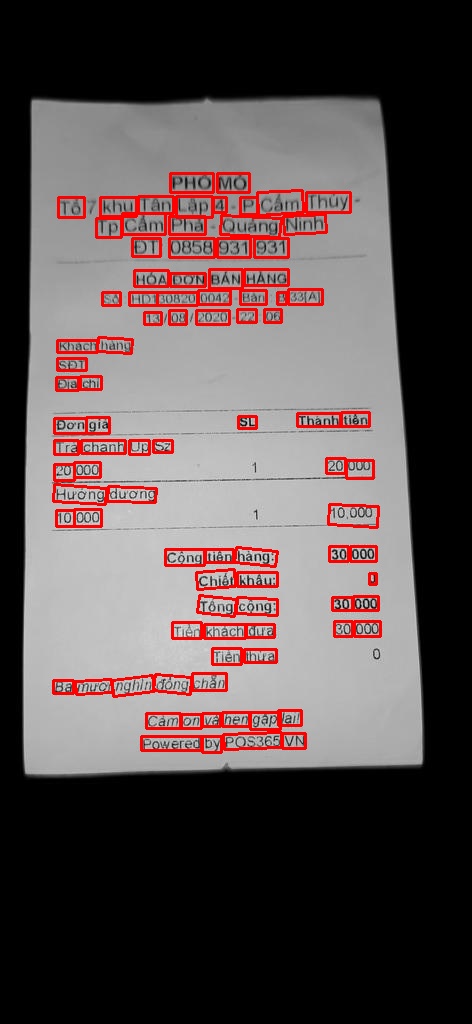 PHỐ MỎ
Tổ 7 khu Tân Lập 4 - P Cẩm Thủy -
Tp Cẩm Phả - Quảng Ninh
ĐT 0858 931 931
HÓA ĐƠN BÁN HÀNG
Số HD130820 0042 - Bàn : 33[A]
13 / 08 / 2020 - 22 06
Khách hàng
SĐT
Địa chỉ
Đơn giá SL Thành tiền
Trà chanh Up Sz
20 000 1 20 000
Hướng dương
10 000 1 10,000
Cộng tiền hàng: 30 000
Chiết khấu: 0
Tổng cộng: 30 000
Tiền khách đưa 30 000
Tiền thừa 0
Ba mươi nghìn đồng chẵn
Cảm ơn và hẹn gặp lại!
Powered by POS365 VN